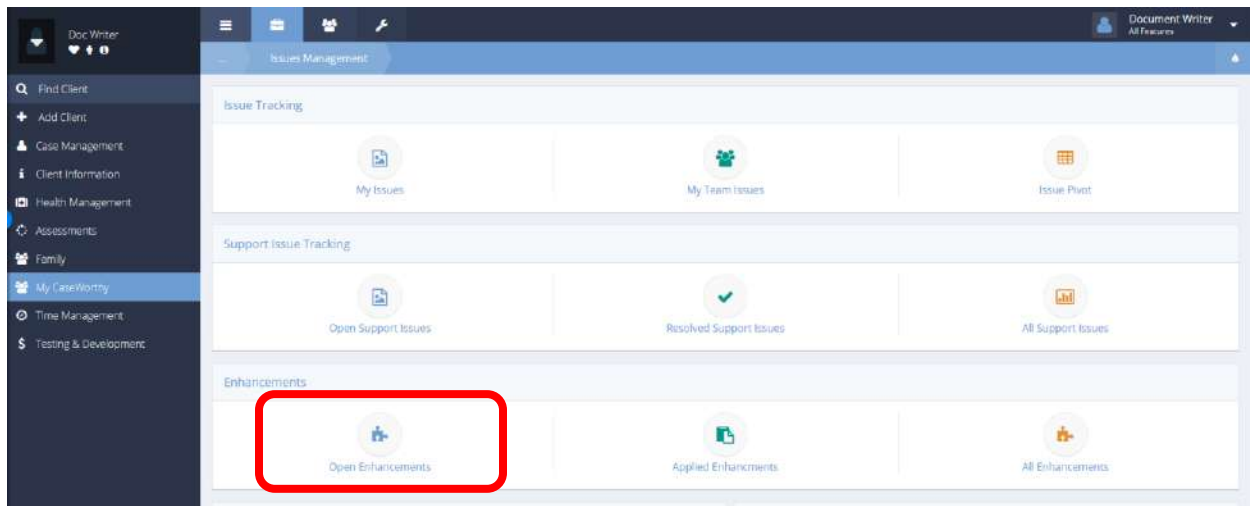 Doc Writer
Document Writer
All Features
...
Issues Management
Find Client
Add Client
Case Management
Client Information
Health Management
Assessments
Family
My CaseWorthy
Time Management
Testing & Development
Issue Tracking
My Issues
My Team Issues
Issue Pivot
Support Issue Tracking
Open Support Issues
Resolved Support Issues
All Support Issues
Enhancements
Open Enhancements
Applied Enhancments
All Enhancements